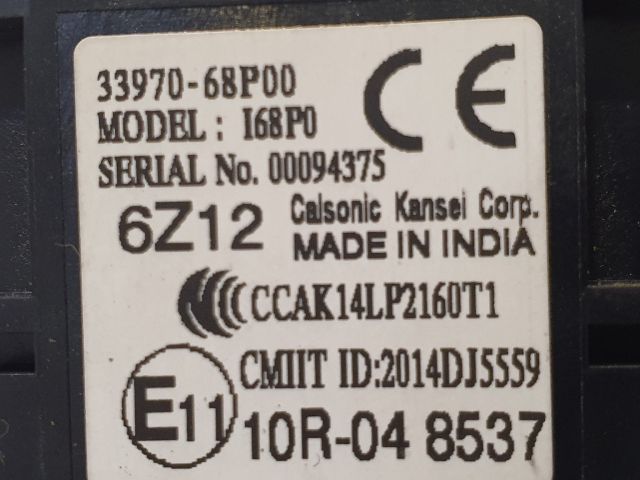 33970-68P00
CE
MODEL : I68P0
SERIAL No. 00094375
6Z12
Calsonic Kansei Corp.
MADE IN INDIA
CCAK14LP2160T1
CMIIT ID:2014DJ5559
E11
10R-04 8537